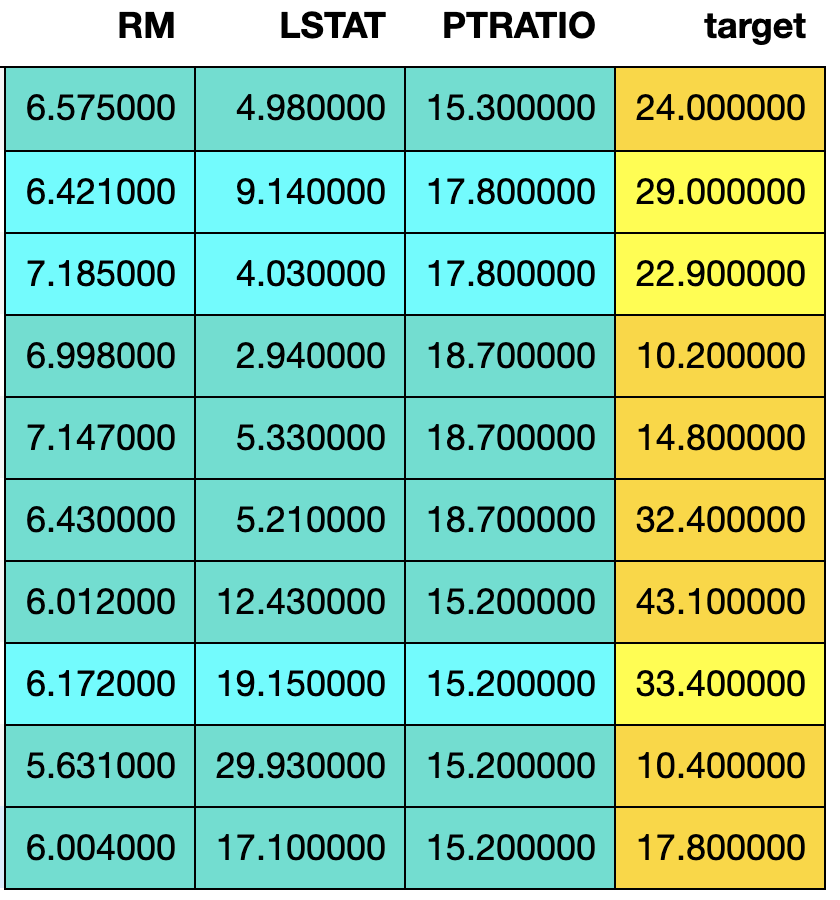 RM LSTAT PTRATIO target
6.575000 4.980000 15.300000 24.000000
6.421000 9.140000 17.800000 29.000000
7.185000 4.030000 17.800000 22.900000
6.998000 2.940000 18.700000 10.200000
7.147000 5.330000 18.700000 14.800000
6.430000 5.210000 18.700000 32.400000
6.012000 12.430000 15.200000 43.100000
6.172000 19.150000 15.200000 33.400000
5.631000 29.930000 15.200000 10.400000
6.004000 17.100000 15.200000 17.800000